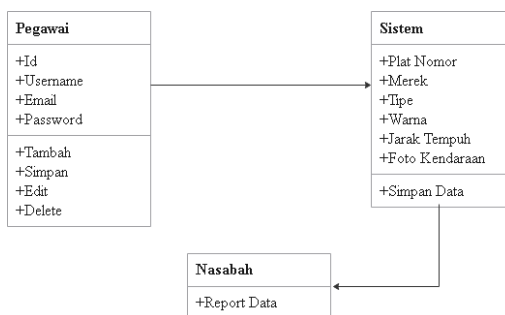 Pegawai
+Id
+Username
+Email
+Password
+Tambah
+Simpan
+Edit
+Delete
Sistem
+Plat Nomor
+Merek
+Tipe
+Warna
+Jarak Tempuh
+Foto Kendaraan
+Simpan Data
Nasabah
+Report Data